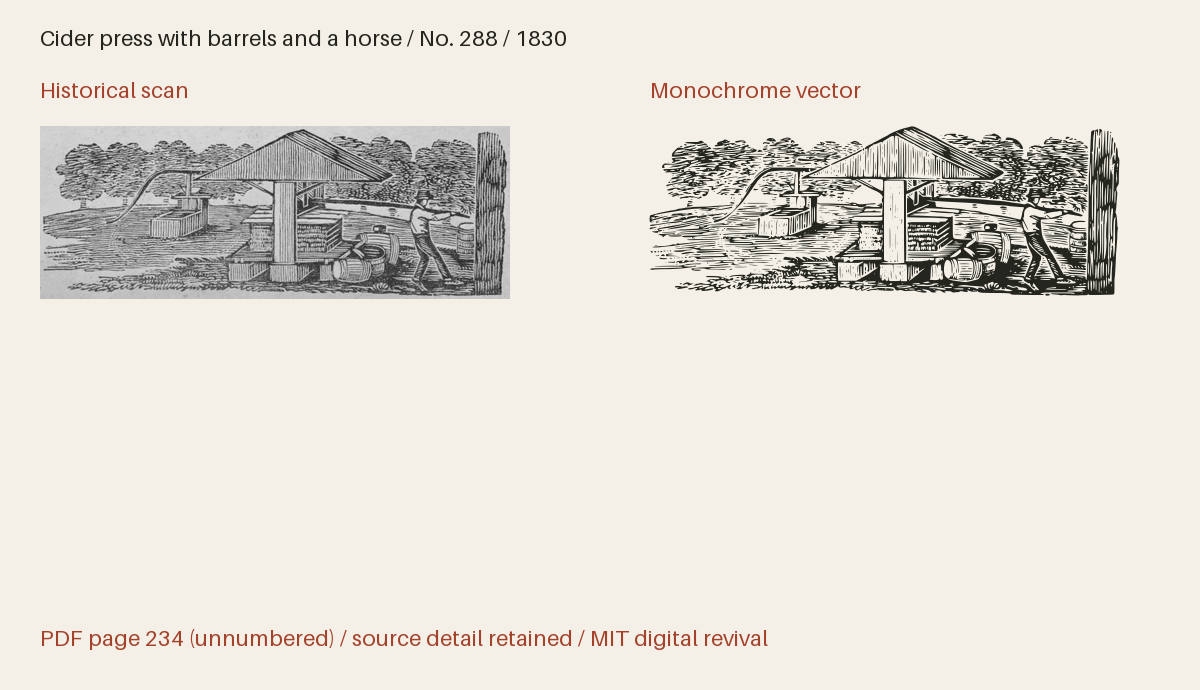 Cider press with barrels and a horse / No. 288 / 1830
Historical scan
Monochrome vector
PDF page 234 (unnumbered) / source detail retained / MIT digital revival